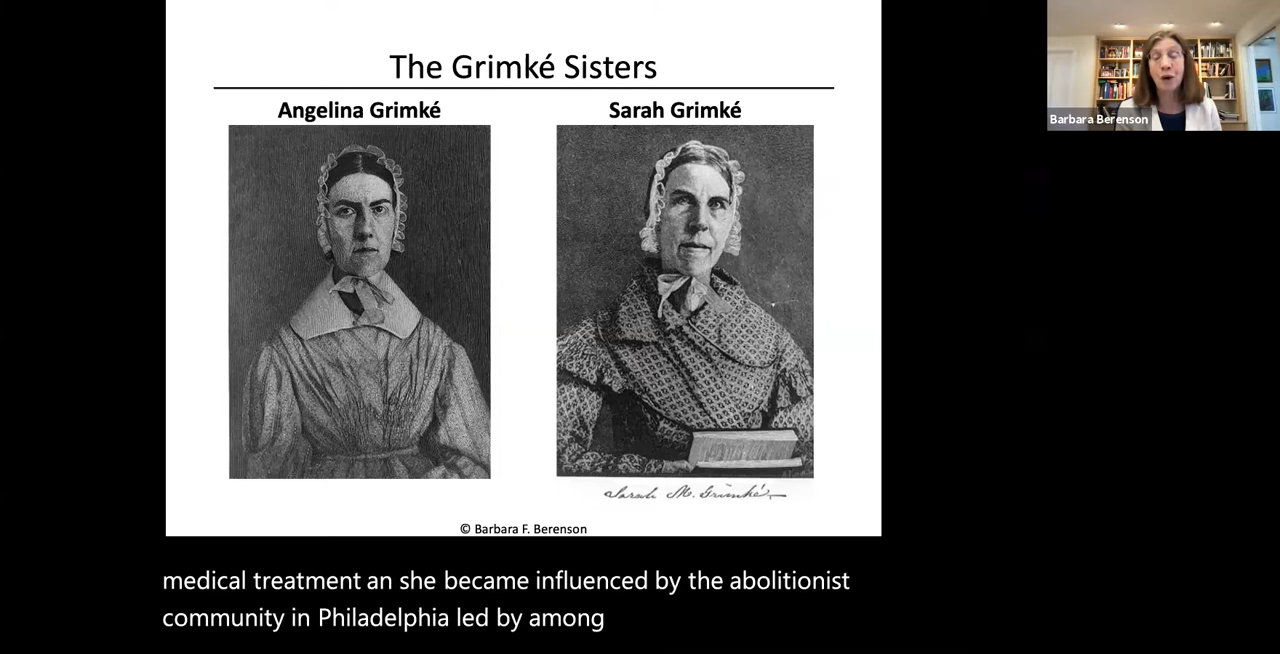 The Grimké Sisters
Angelina Grimké
Sarah Grimké
Sarah M. Grimké
© Barbara F. Berenson
Barbara Berenson
medical treatment an she became influenced by the abolitionist
community in Philadelphia led by among